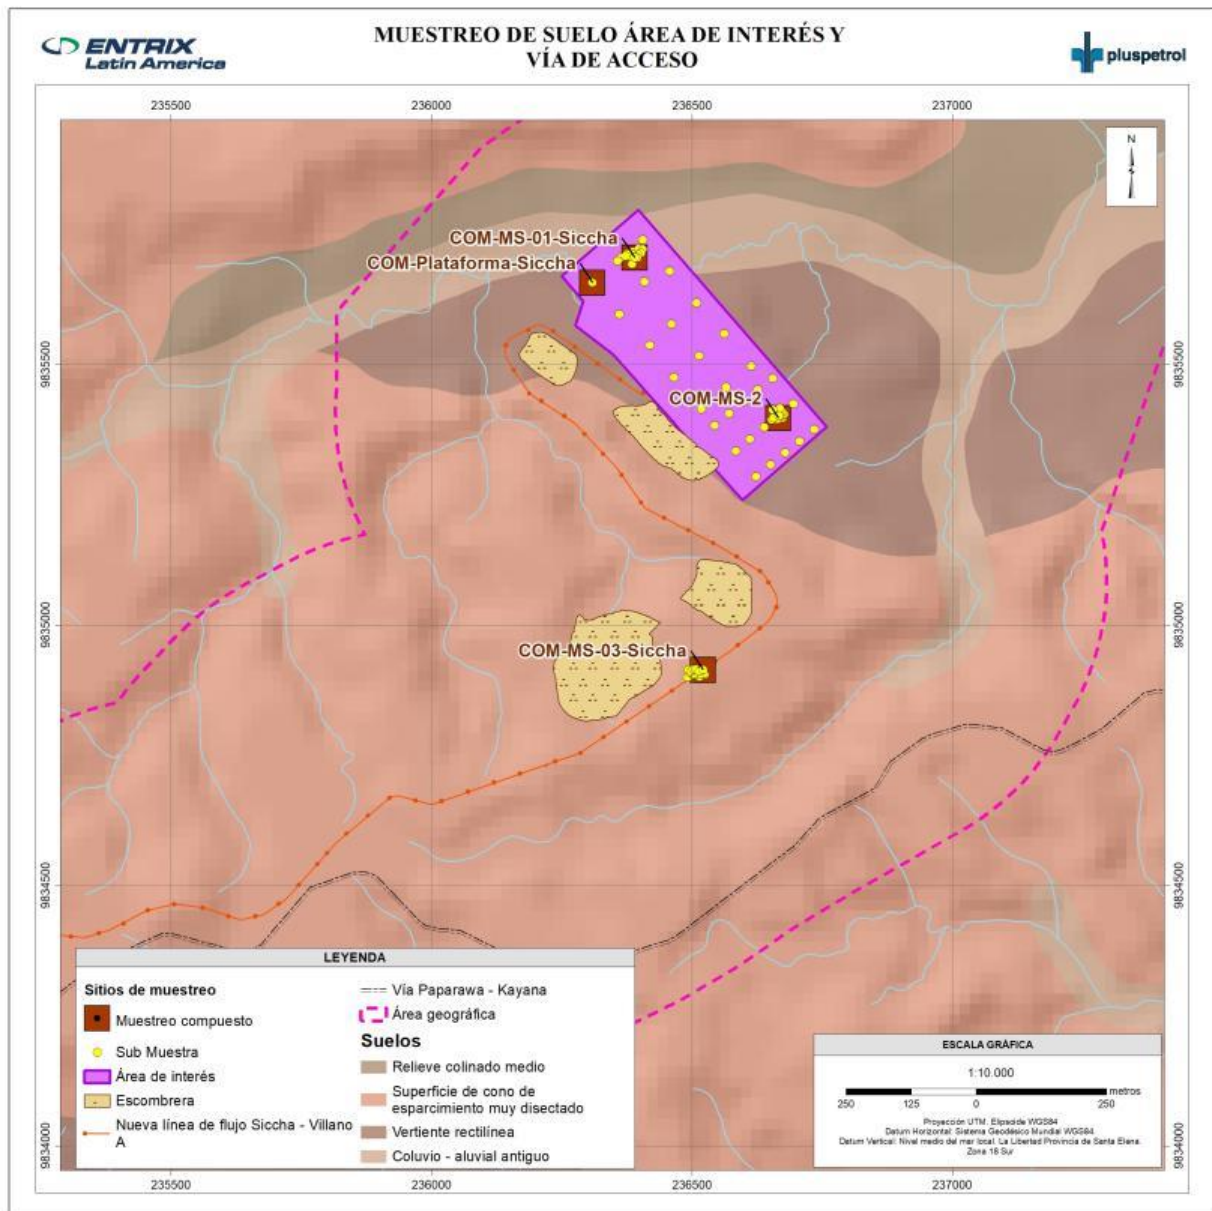 ENTRIX
Latin America
MUESTREO DE SUELO ÁREA DE INTERÉS Y
VÍA DE ACCESO
pluspetrol
235500 236000 236500 237000
N
COM-MS-01-Siccha
COM-Plataforma-Siccha
COM-MS-2
COM-MS-03-Siccha
9835500
9835000
9834500
9835500
9835000
9834500
9834000
LEYENDA
Sitios de muestreo
Muestreo compuesto
Sub Muestra
Área de interés
Escombrera
Nueva línea de flujo Siccha - Villano
A
Vía Paparawa - Kayana
Área geográfica
Suelos
Relieve colinado medio
Superficie de cono de
esparcimiento muy disectado
Vertiente rectilínea
Coluvio - aluvial antiguo
ESCALA GRÁFICA
1:10.000
250 125 0 250 metros
Proyección UTM. Elipsoide WGS84
Datum Horizontal: Sistema Geodésico Mundial WGS84
Datum Vertical: Nivel medio del mar local. La Libertad Provincia de Santa Elena.
Zona 18 Sur
9834000
235500 236000 236500 237000